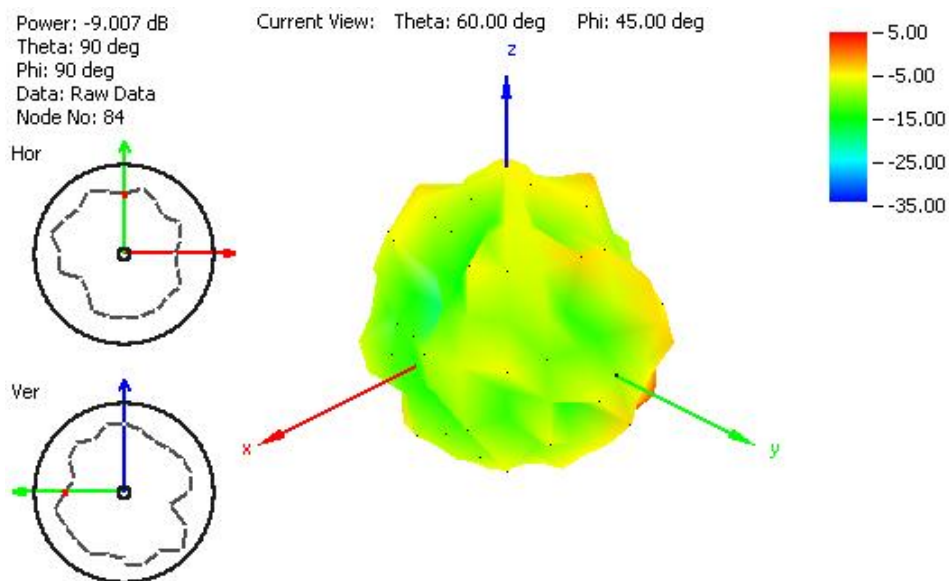 Power: -9.007 dB
Theta: 90 deg
Phi: 90 deg
Data: Raw Data
Node No: 84
Current View: Theta: 60.00 deg Phi: 45.00 deg
Hor
Ver
z
x
y
5.00
-5.00
-15.00
-25.00
-35.00